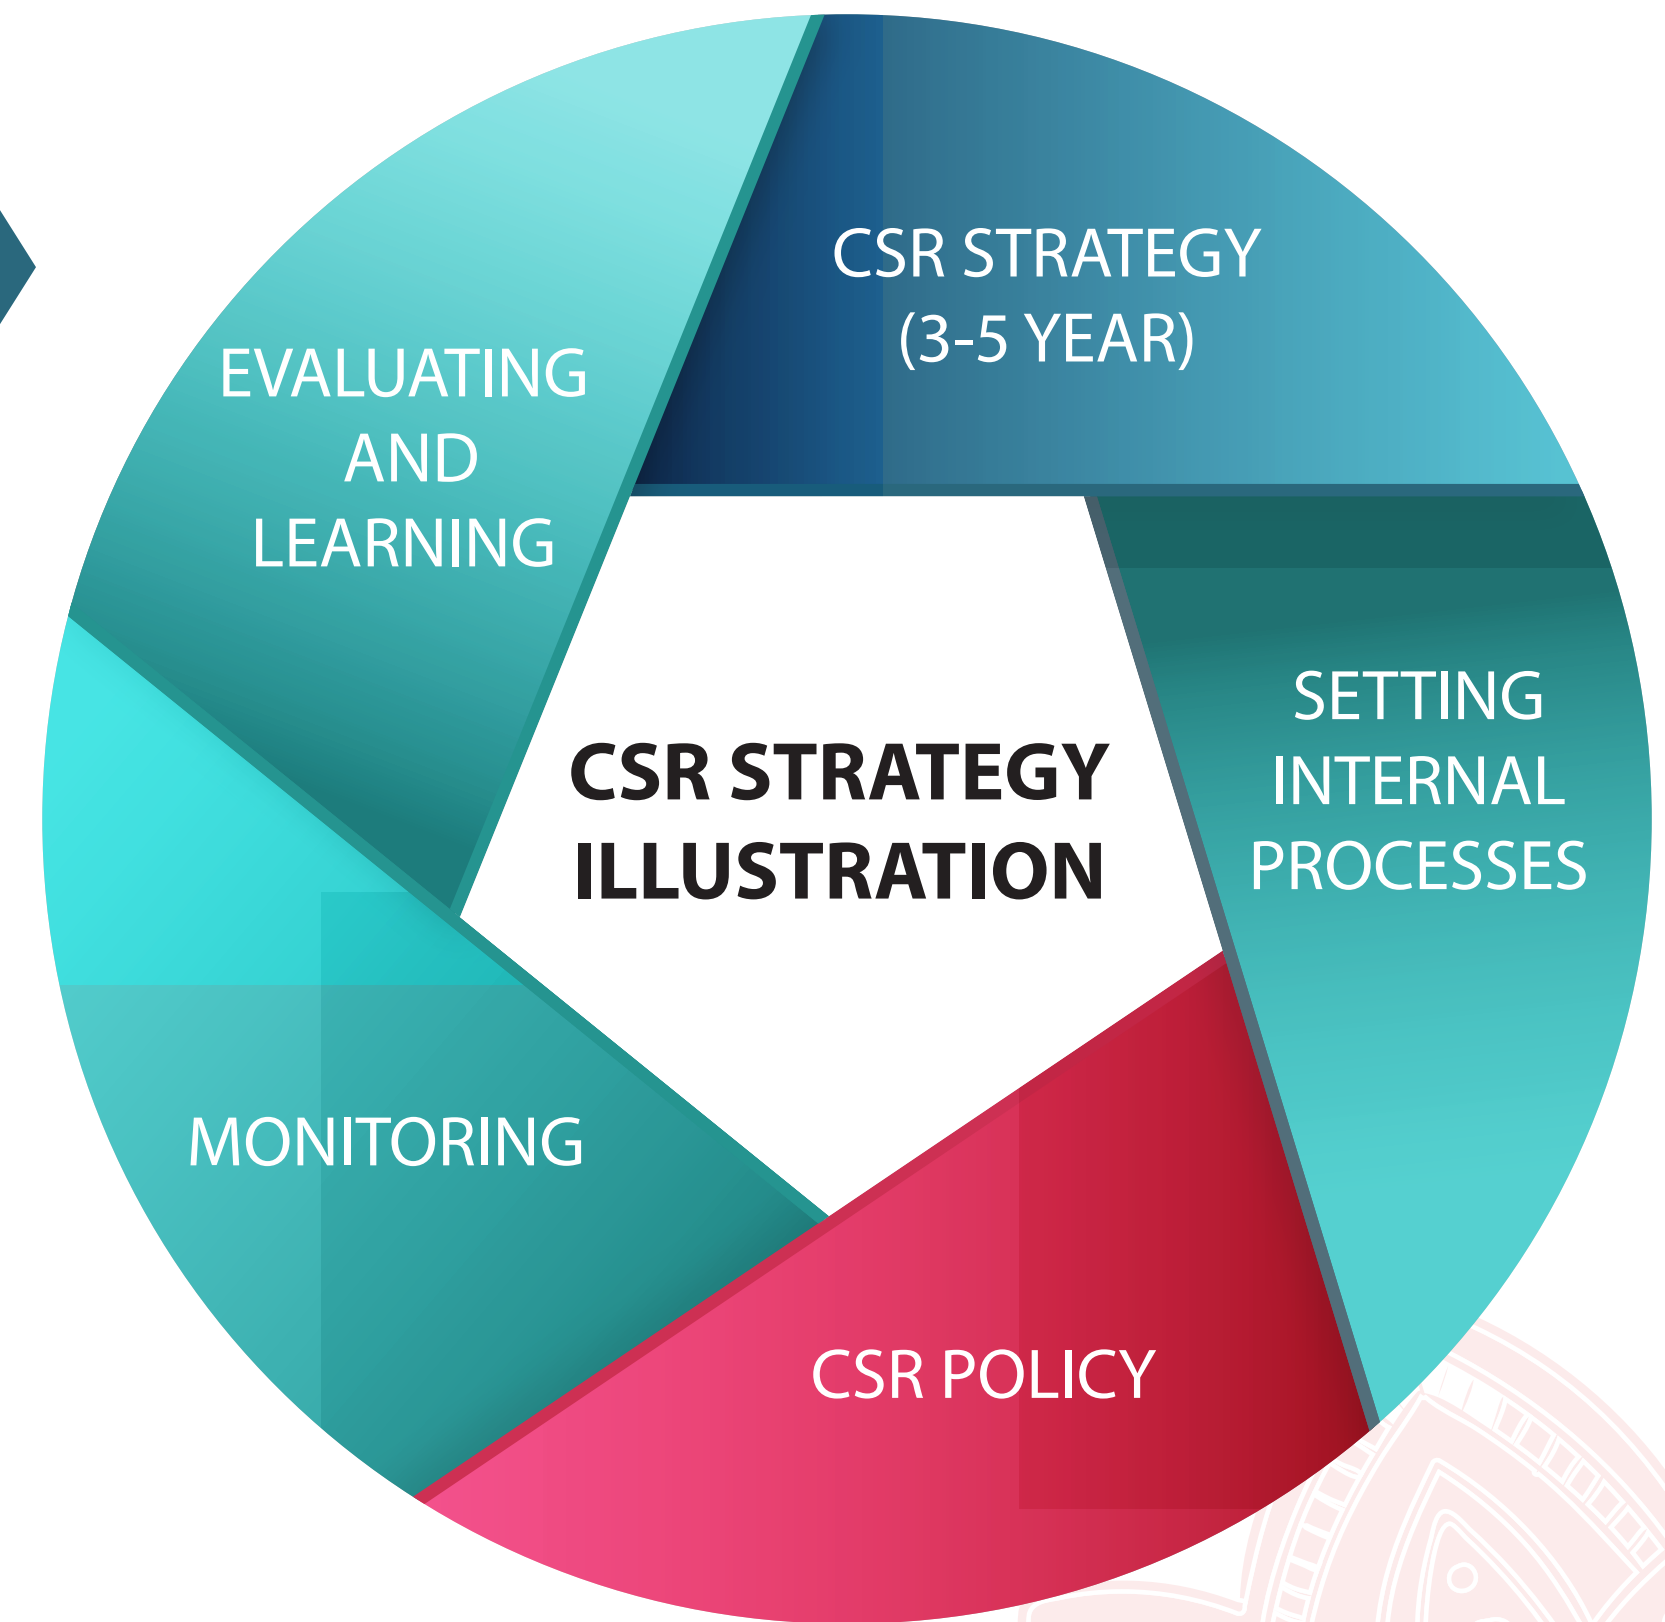 CSR STRATEGY
(3-5 YEAR)
SETTING
INTERNAL
PROCESSES
CSR POLICY
MONITORING
EVALUATING
AND
LEARNING
CSR STRATEGY
ILLUSTRATION